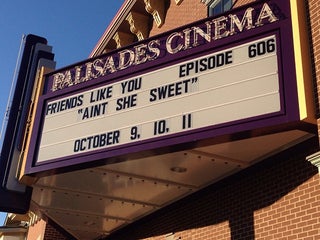 PALISADES CINEMA
FRIENDS LIKE YOU EPISODE 606
"AINT SHE SWEET"
OCTOBER 9, 10. 11